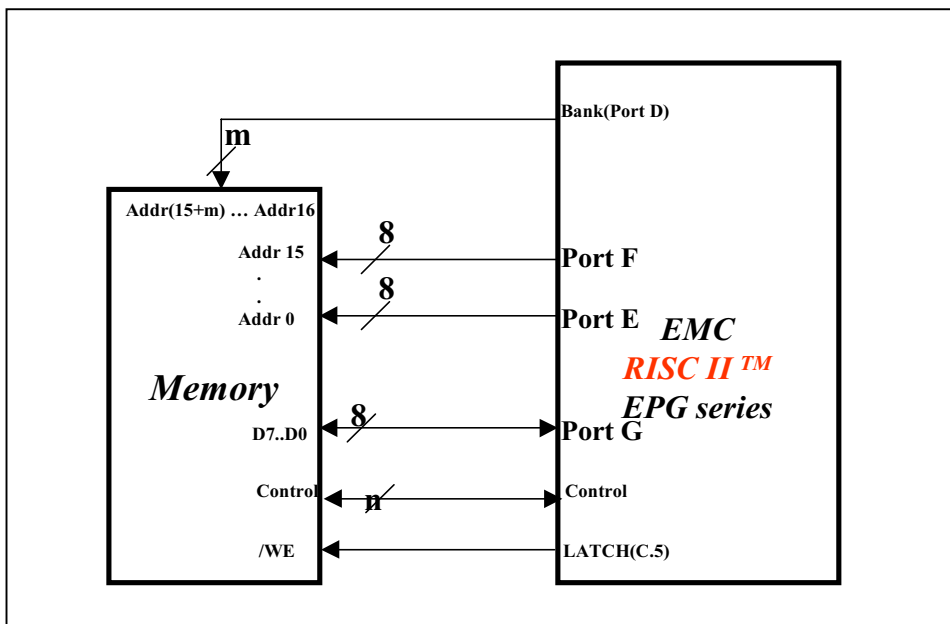 Bank(Port D)
m
Addr(15+m) … Addr16
8
Addr 15
Port F
.
.
8
Addr 0
Port E
EMC
RISC II TM
EPG series
Memory
8
D7..D0
Port G
Control
n
Control
/WE
LATCH(C.5)